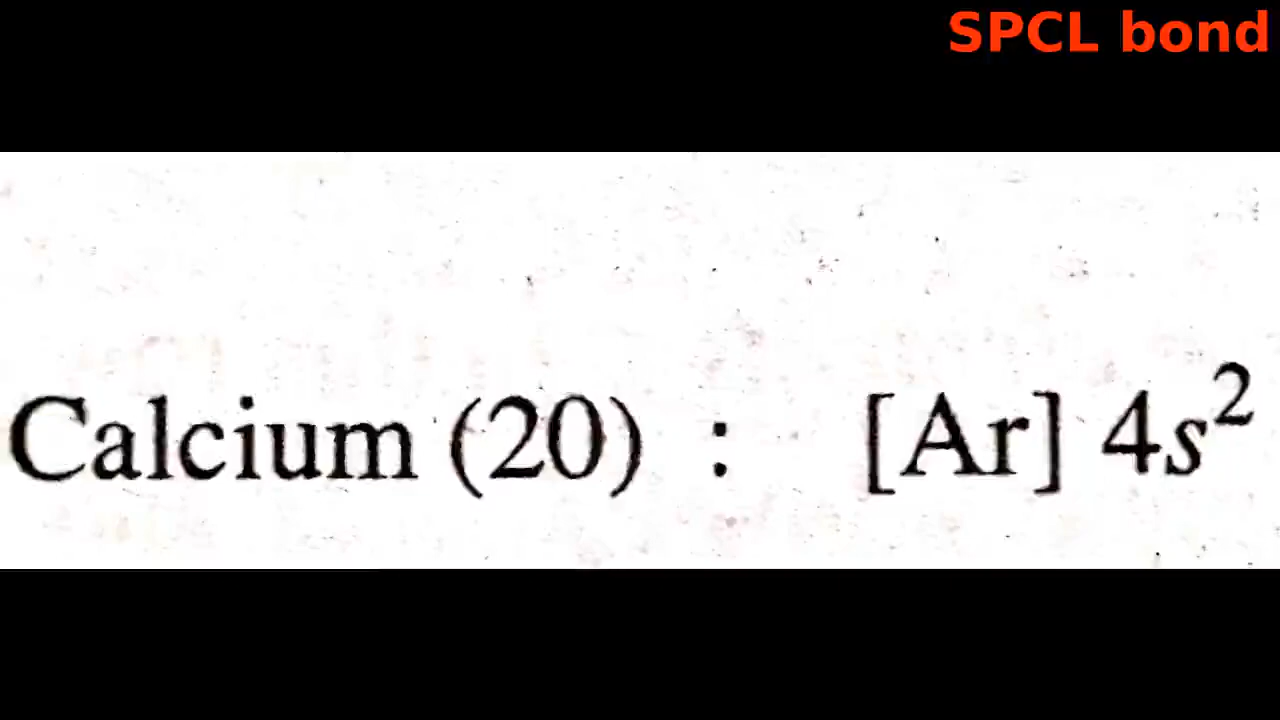 SPCL bond
Calcium (20) : [Ar] 4s²